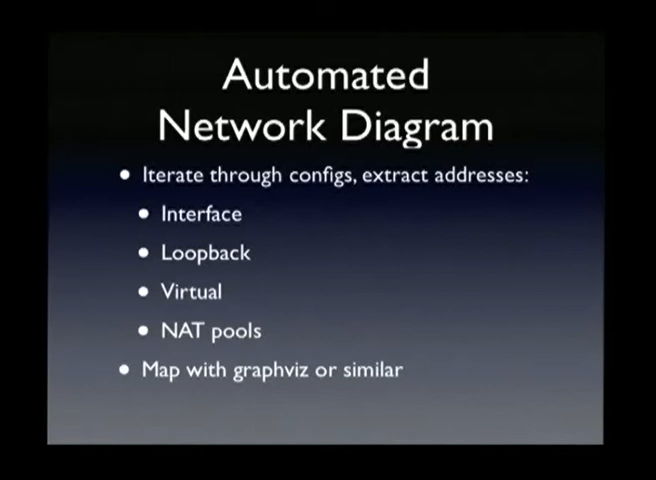 Automated
Network Diagram
• Iterate through configs, extract addresses:
• Interface
• Loopback
• Virtual
• NAT pools
• Map with graphviz or similar